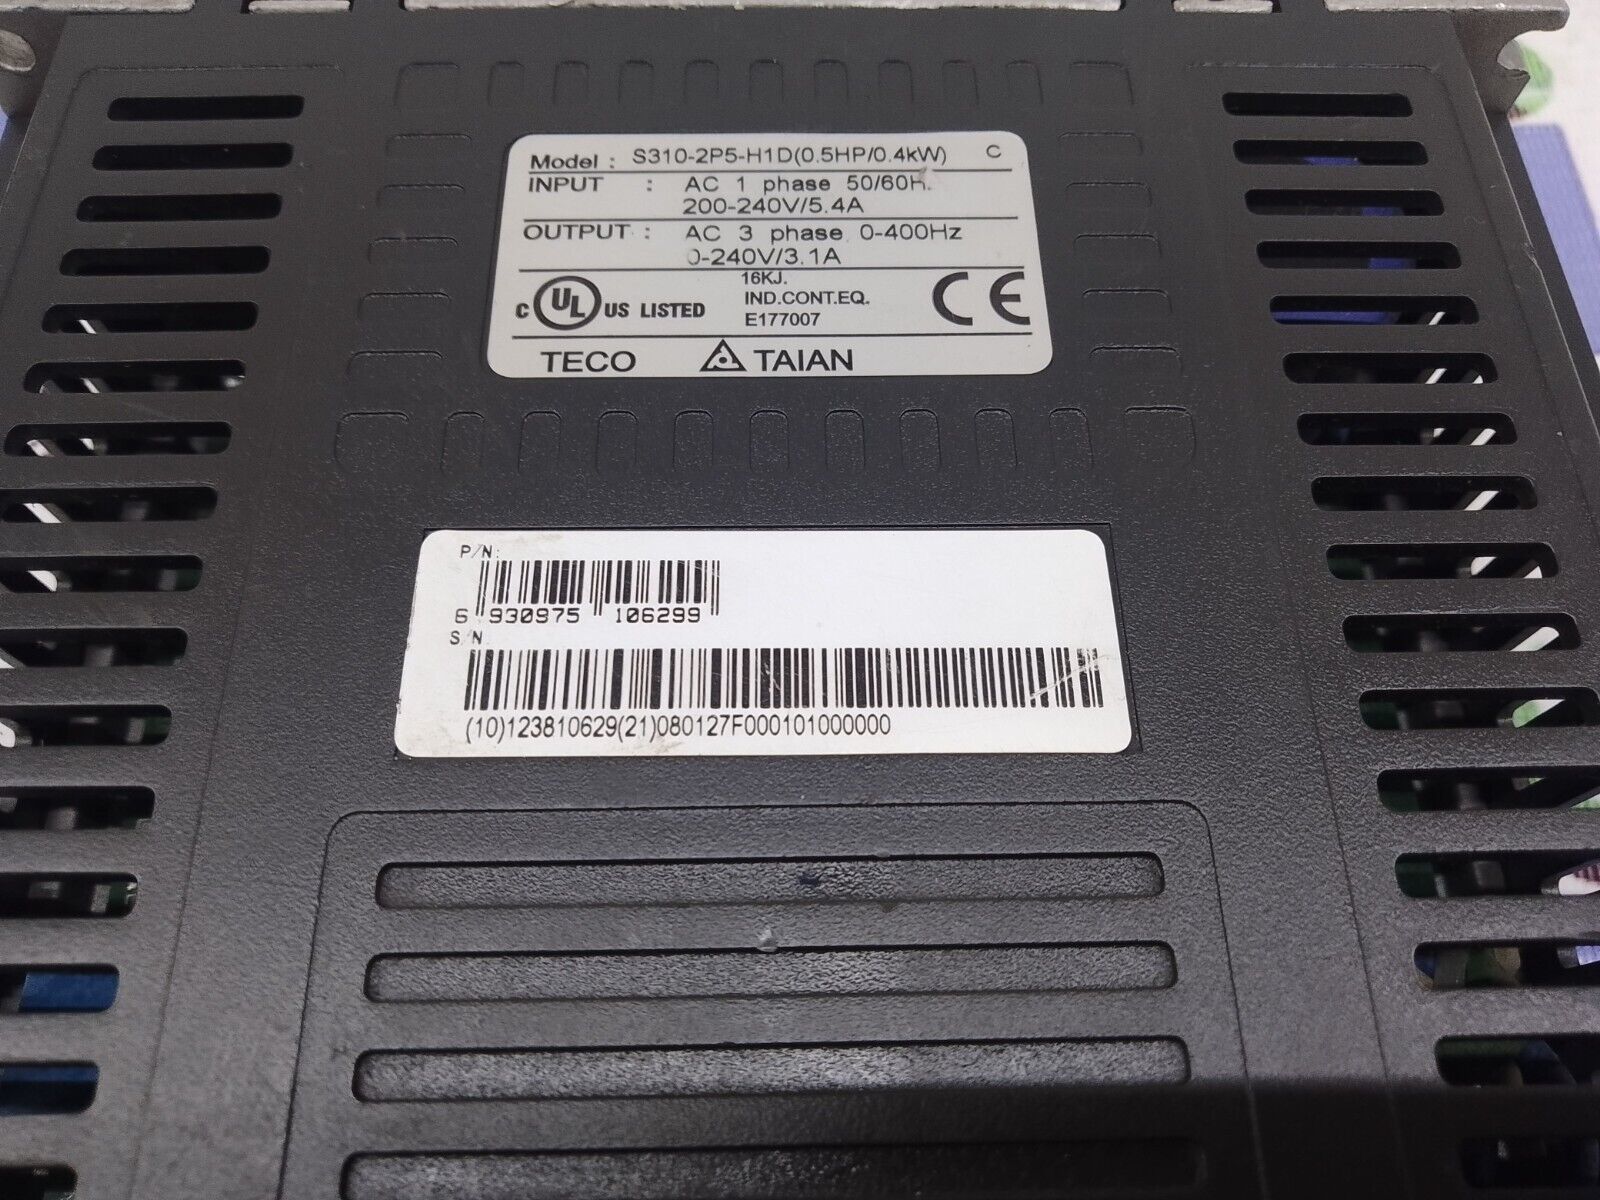 Model : S310-2P5-H1D(0.5HP/0.4kW) C
INPUT : AC 1 phase 50/60H.
200-240V/5.4A
OUTPUT : AC 3 phase 0-400Hz
0-240V/3.1A
C UL US LISTED
16KJ.
IND.CONT.EQ.
E177007
CE
TECO TAIAN
P/N:
6 930975 106299
S/N
(10)123810629(21)080127F000101000000